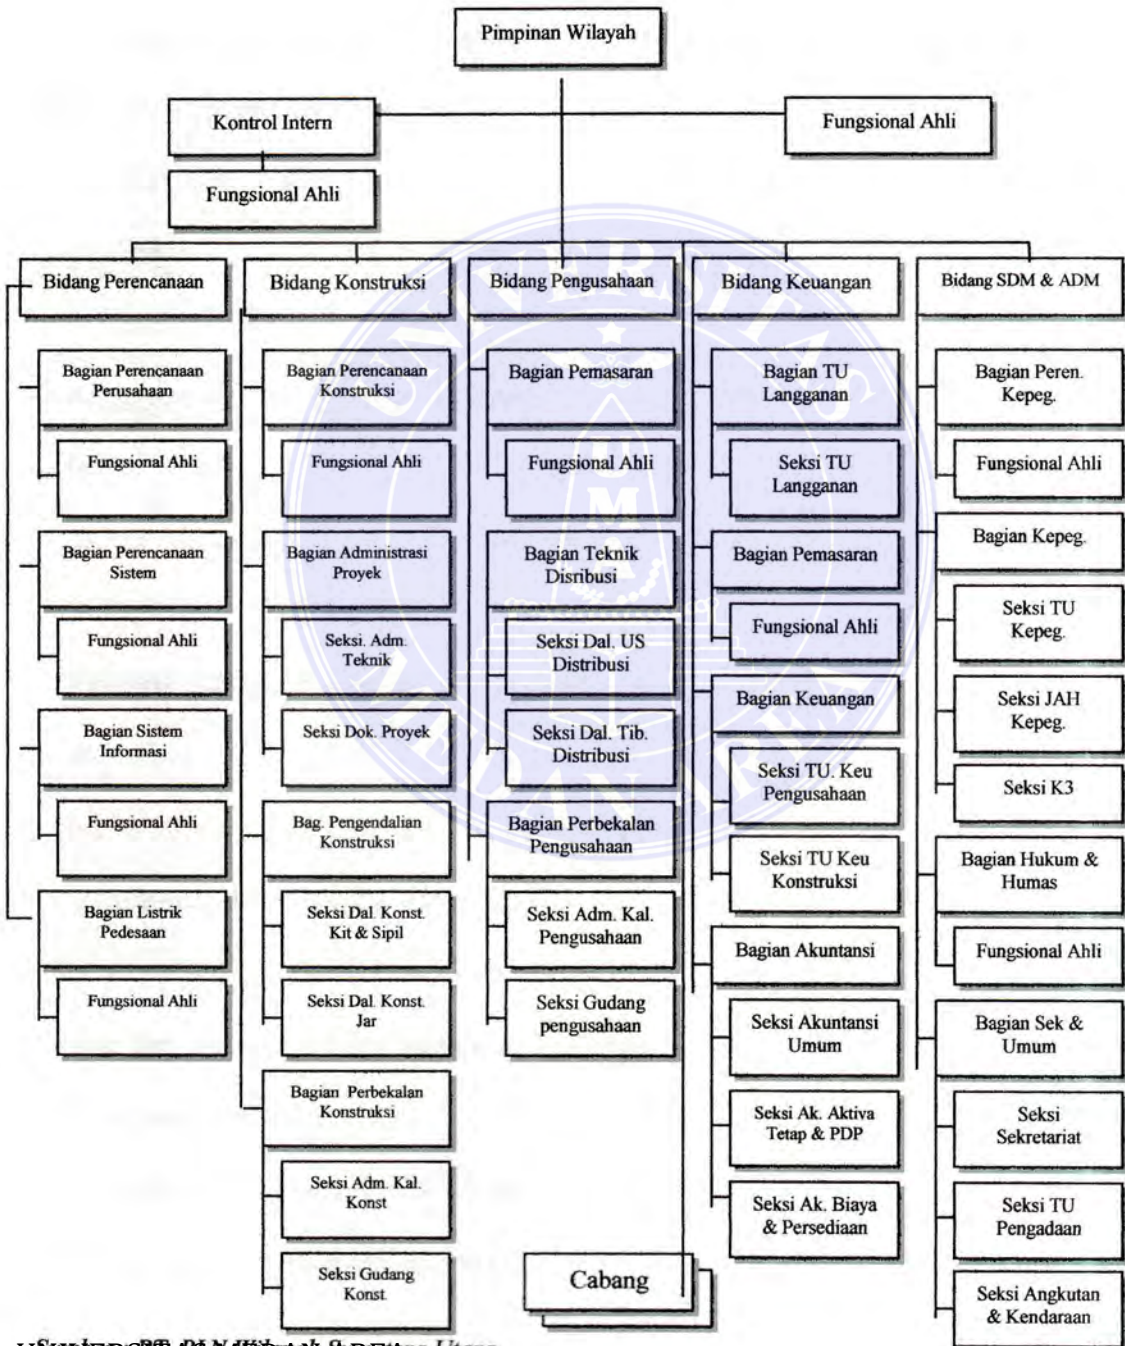 Pimpinan Wilayah
Kontrol Intern
Fungsional Ahli
Fungsional Ahli
Bidang Perencanaan
Bagian Perencanaan
Perusahaan
Fungsional Ahli
Bagian Perencanaan
Sistem
Fungsional Ahli
Bagian Sistem
Informasi
Fungsional Ahli
Bagian Listrik
Pedesaan
Fungsional Ahli
Bidang Konstruksi
Bagian Perencanaan
Konstruksi
Fungsional Ahli
Bagian Administrasi
Proyek
Seksi. Adm.
Teknik
Seksi Dok. Proyek
Bag. Pengendalian
Konstruksi
Seksi Dal. Konst.
Kit & Sipil
Seksi Dal. Konst.
Jar
Bagian Perbekalan
Konstruksi
Seksi Adm. Kal.
Konst
Seksi Gudang
Konst.
Bidang Pengusahaan
Bagian Pemasaran
Fungsional Ahli
Bagian Teknik
Disribusi
Seksi Dal. US
Distribusi
Seksi Dal. Tib.
Distribusi
Bagian Perbekalan
Pengusahaan
Seksi Adm. Kal.
Pengusahaan
Seksi Gudang
pengusahaan
Bidang Keuangan
Bagian TU
Langganan
Seksi TU
Langganan
Bagian Pemasaran
Fungsional Ahli
Bagian Keuangan
Seksi TU. Keu
Pengusahaan
Seksi TU Keu
Konstruksi
Bagian Akuntansi
Seksi Akuntansi
Umum
Seksi Ak. Aktiva
Tetap & PDP
Seksi Ak. Biaya
& Persediaan
Bidang SDM & ADM
Bagian Peren.
Kepeg.
Fungsional Ahli
Bagian Kepeg.
Seksi TU
Kepeg.
Seksi JAH
Kepeg.
Seksi K3
Bagian Hukum &
Humas
Fungsional Ahli
Bagian Sek &
Umum
Seksi
Sekretariat
Seksi TU
Pengadaan
Seksi Angkutan
& Kendaraan
Cabang
UNIVERSITAS
MEDAN AREA
UMA
UNIVERSITAS MEDAN AREA